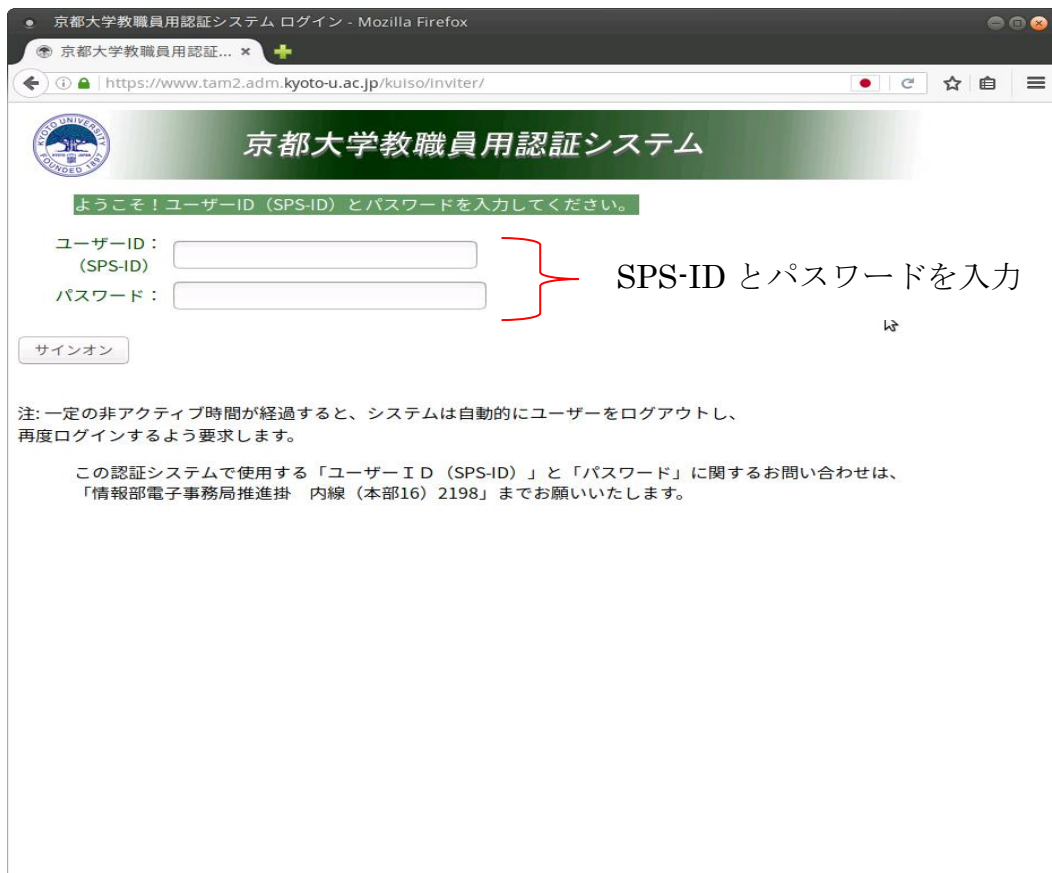 京都大学教職員用認証システム ログイン - Mozilla Firefox
京都大学教職員用認証...
https://www.tam2.adm.kyoto-u.ac.jp/kuiso/inviter/
KYOTO UNIVERSITY
KYOTO JAPAN
FOUNDED 1897
京都大学教職員用認証システム
ようこそ！ユーザーID（SPS-ID）とパスワードを入力してください。
ユーザーID：
（SPS-ID）
パスワード：
SPS-ID とパスワードを入力
サインオン
注: 一定の非アクティブ時間が経過すると、システムは自動的にユーザーをログアウトし、
再度ログインするよう要求します。
この認証システムで使用する「ユーザーＩＤ（SPS-ID）」と「パスワード」に関するお問い合わせは、
「情報部電子事務局推進掛　内線（本部16）2198」までお願いいたします。